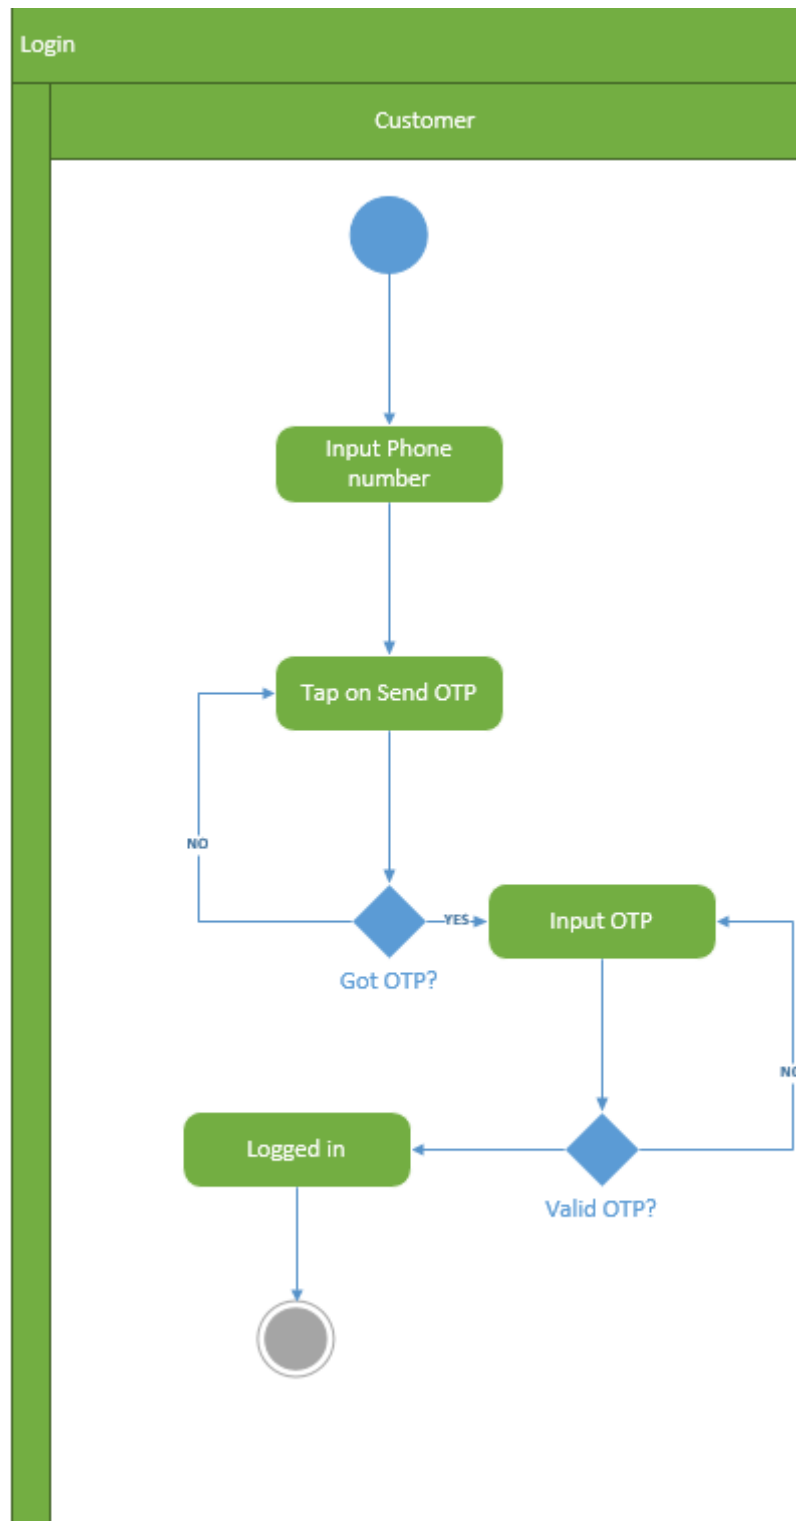 Login
Customer
Input Phone
number
Tap on Send OTP
NO
YES
Input OTP
Got OTP?
NO
Logged in
Valid OTP?